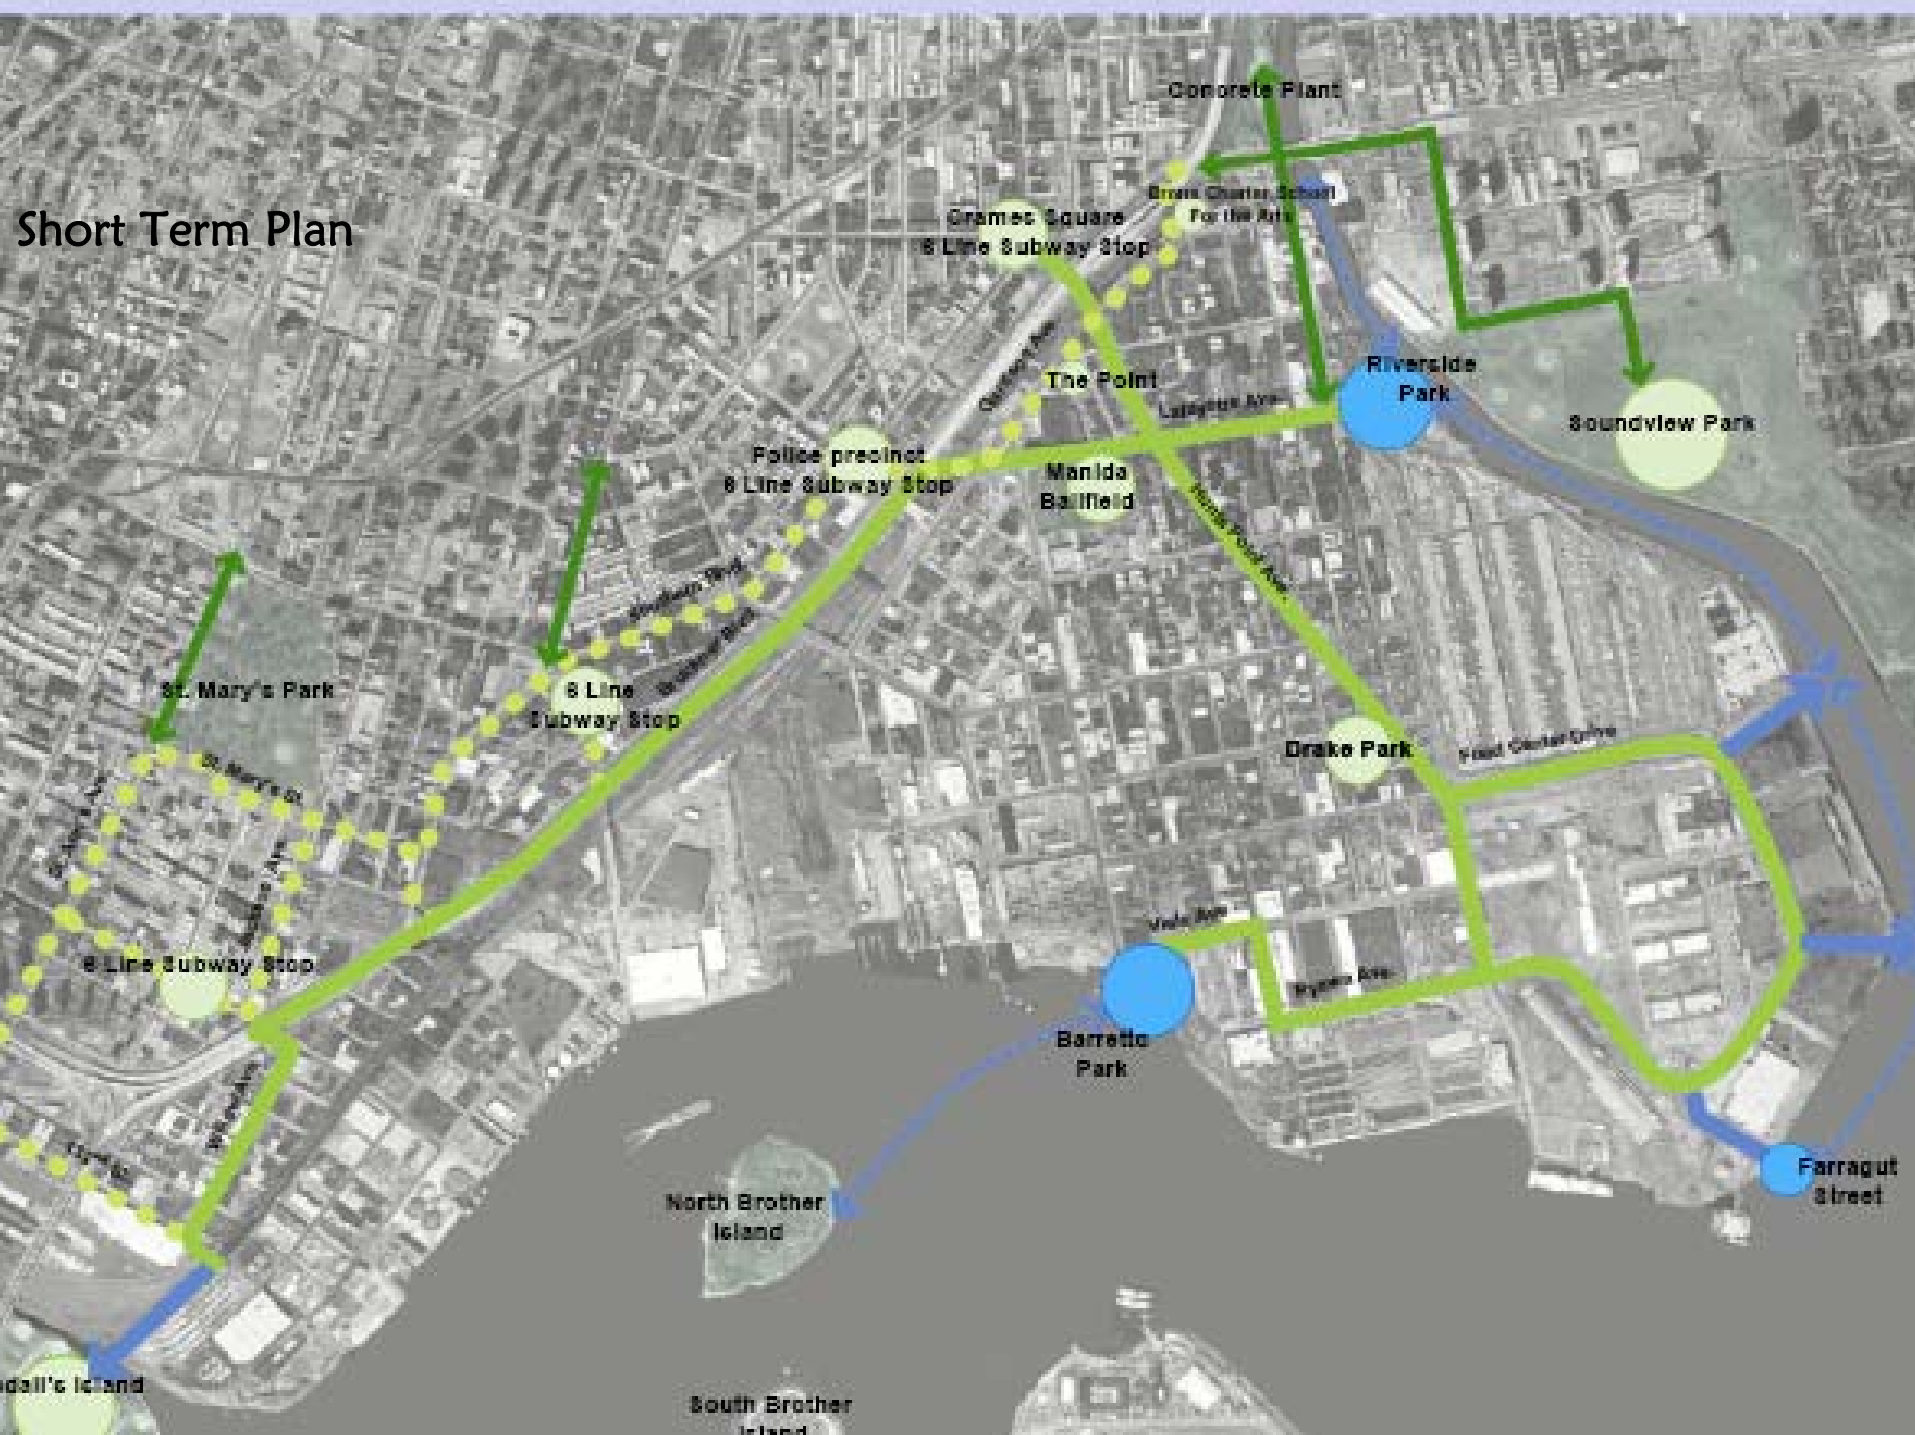 Short Term Plan
Concrete Plant
Charter School
For the Arts
Crames Square
6 Line Subway Stop
The Point
Lafayette Ave.
Riverside
Park
Soundview Park
Police precinct
6 Line Subway Stop
Manida
Ballfield
Hunts Point Ave.
Southern Blvd
St. Mary's Park
6 Line
Subway Stop
Drake Park
Food Center Drive
St. Mary's St.
6 Line Subway Stop
Viele Ave
Ryawa Ave.
Barretto
Park
Farragut
Street
North Brother
Island
dall's Island
South Brother
Island